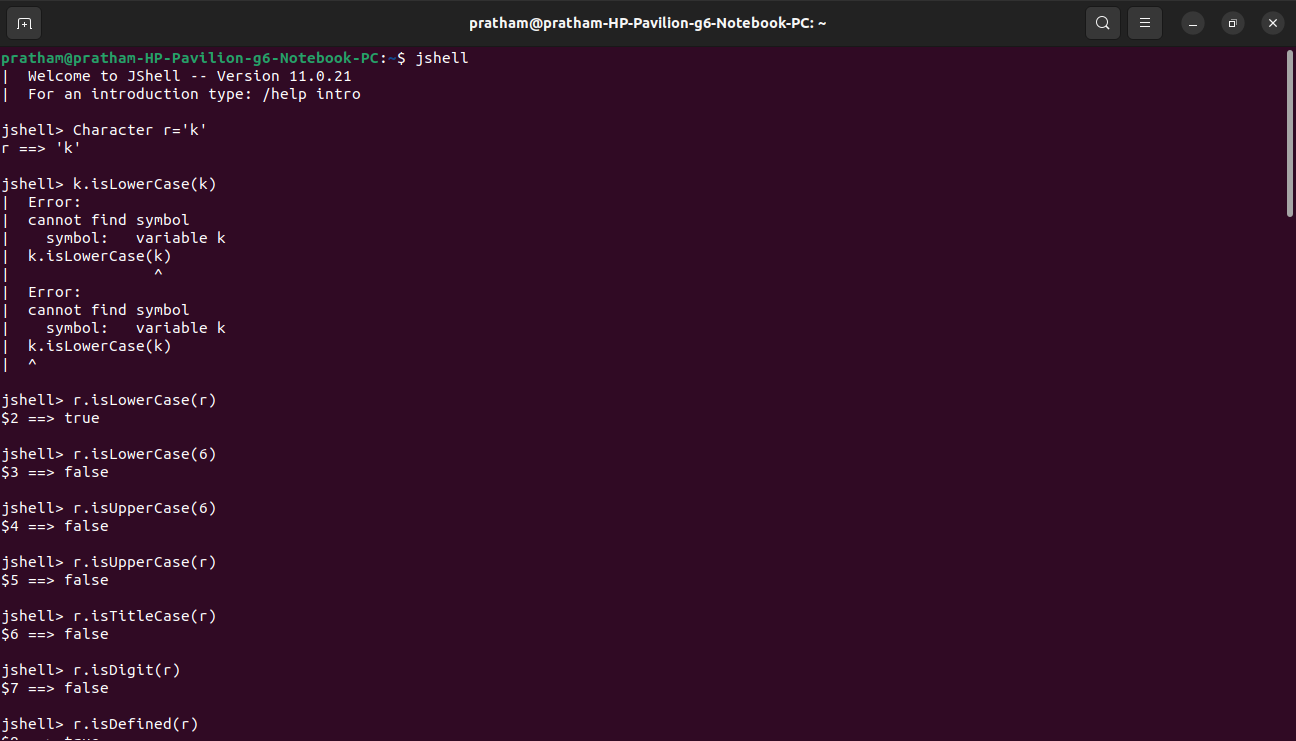 pratham@pratham-HP-Pavilion-g6-Notebook-PC: ~
pratham@pratham-HP-Pavilion-g6-Notebook-PC:~$ jshell
|  Welcome to JShell -- Version 11.0.21
|  For an introduction type: /help intro
jshell> Character r='k'
r ==> 'k'
jshell> k.isLowerCase(k)
|  Error:
|  cannot find symbol
|    symbol:   variable k
|  k.isLowerCase(k)
|                ^
|  Error:
|  cannot find symbol
|    symbol:   variable k
|  k.isLowerCase(k)
|  ^
jshell> r.isLowerCase(r)
$2 ==> true
jshell> r.isLowerCase(6)
$3 ==> false
jshell> r.isUpperCase(6)
$4 ==> false
jshell> r.isUpperCase(r)
$5 ==> false
jshell> r.isTitleCase(r)
$6 ==> false
jshell> r.isDigit(r)
$7 ==> false
jshell> r.isDefined(r)
$8 ==> true